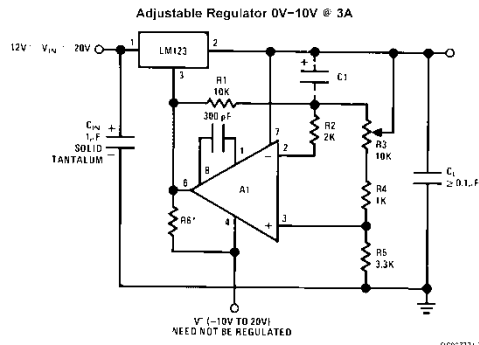 Adjustable Regulator 0V–10V @ 3A
12V
VIN
20V
1
LM123
2
3
R1
10K
300 pF
+
C1
CIN
1µF
SOLID
TANTALUM
+
–
8
1
7
2
–
R2
2K
R3
10K
6
A1
R4
1K
CL
≥ 0.1µF
R6*
4
+
3
R5
3.3K
V⁻ (–10V TO 20V)
NEED NOT BE REGULATED